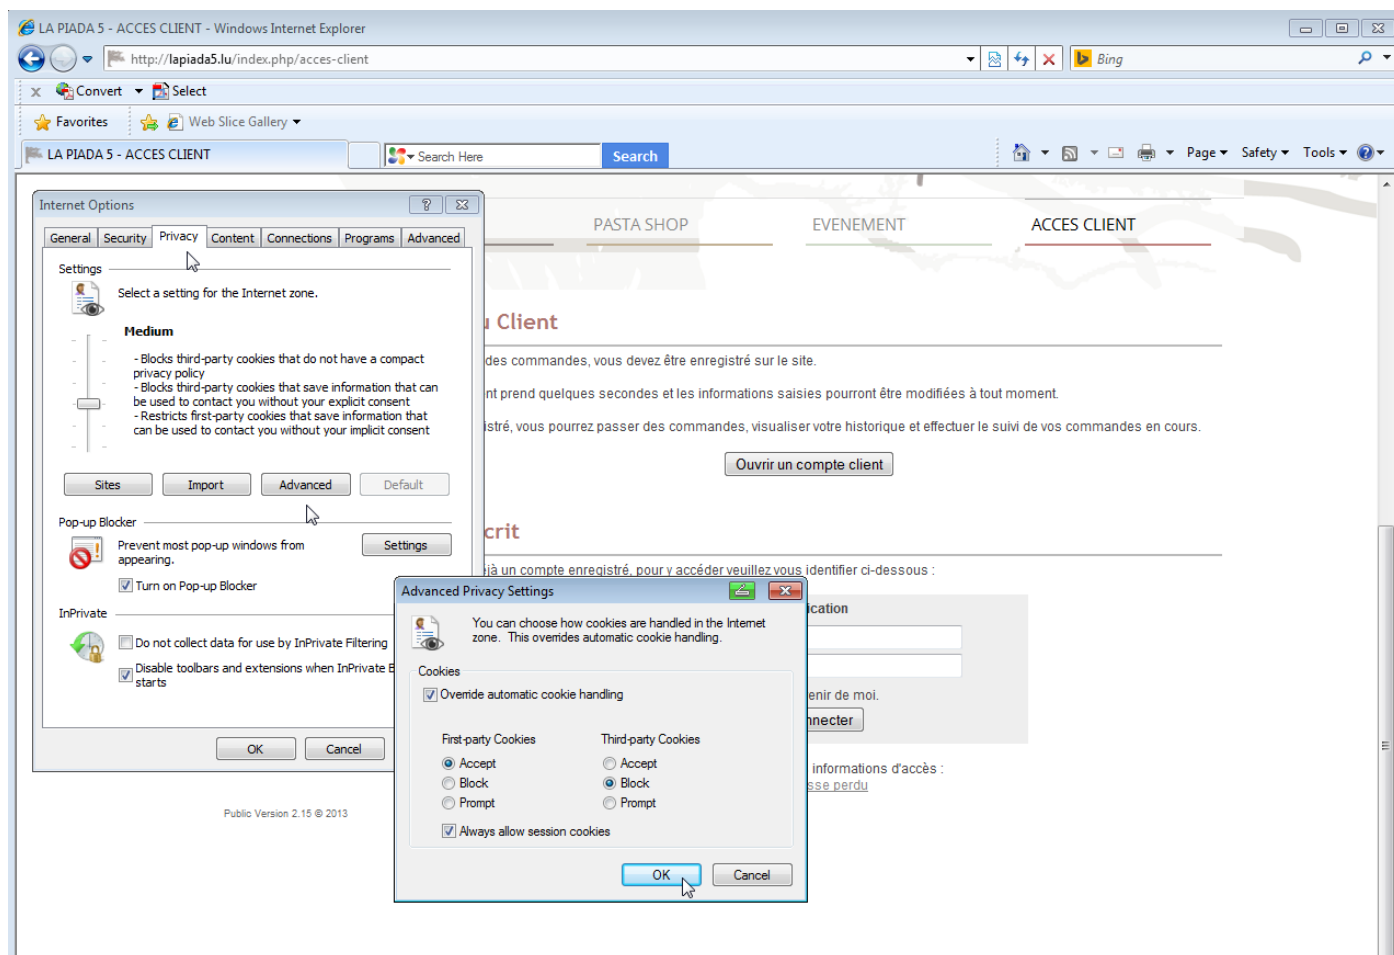 LA PIADA 5 - ACCES CLIENT - Windows Internet Explorer
http://lapiada5.lu/index.php/acces-client
Bing
x Convert Select
Favorites Web Slice Gallery
LA PIADA 5 - ACCES CLIENT
Search Here Search
Page Safety Tools
PASTA SHOP EVENEMENT ACCES CLIENT
Internet Options
General Security Privacy Content Connections Programs Advanced
Settings
Select a setting for the Internet zone.
Medium
- Blocks third-party cookies that do not have a compact
privacy policy
- Blocks third-party cookies that save information that can
be used to contact you without your explicit consent
- Restricts first-party cookies that save information that
can be used to contact you without your implicit consent
Sites Import Advanced Default
Pop-up Blocker
Prevent most pop-up windows from
appearing.
Settings
Turn on Pop-up Blocker
InPrivate
Do not collect data for use by InPrivate Filtering
Disable toolbars and extensions when InPrivate B
starts
OK Cancel
u Client
des commandes, vous devez être enregistré sur le site.
nt prend quelques secondes et les informations saisies pourront être modifiées à tout moment.
istré, vous pourrez passer des commandes, visualiser votre historique et effectuer le suivi de vos commandes en cours.
Ouvrir un compte client
crit
éjà un compte enregistré, pour y accéder veuillez vous identifier ci-dessous :
ication
enir de moi.
nnecter
informations d'accès :
sse perdu
Advanced Privacy Settings
You can choose how cookies are handled in the Internet
zone. This overrides automatic cookie handling.
Cookies
Override automatic cookie handling
First-party Cookies Third-party Cookies
Accept Accept
Block Block
Prompt Prompt
Always allow session cookies
OK Cancel
Public Version 2.15 © 2013